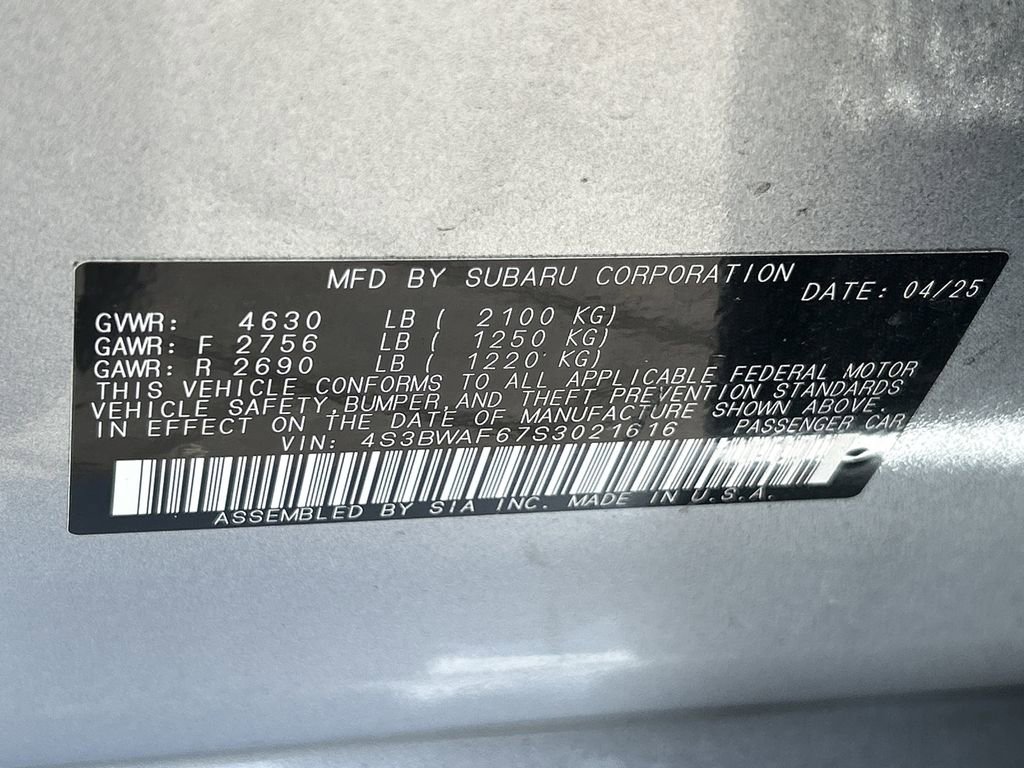 MFD BY SUBARU CORPORATION DATE: 04/25
GVWR: 4630 LB ( 2100 KG)
GAWR: F 2756 LB ( 1250 KG)
GAWR: R 2690 LB ( 1220 KG)
THIS VEHICLE CONFORMS TO ALL APPLICABLE FEDERAL MOTOR
VEHICLE SAFETY,BUMPER,AND THEFT PREVENTION STANDARDS
IN EFFECT ON THE DATE OF MANUFACTURE SHOWN ABOVE.
VIN: 4S3BWAF67S3021616 PASSENGER CAR
ASSEMBLED BY SIA INC. MADE IN U.S.A.